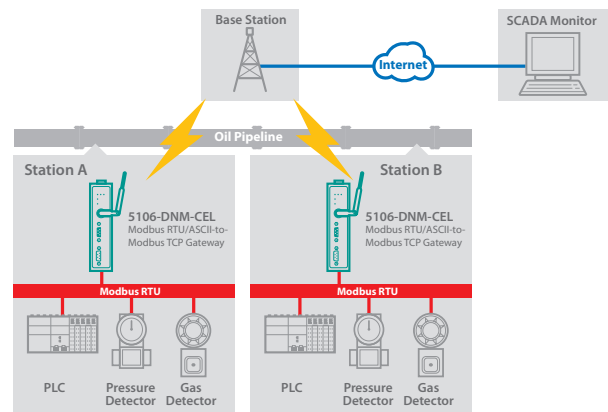 Base Station
SCADA Monitor
Internet
Oil Pipeline
Station A
5106-DNM-CEL
Modbus RTU/ASCII-to-
Modbus TCP Gateway
Modbus RTU
PLC
Pressure
Detector
Gas
Detector
Station B
5106-DNM-CEL
Modbus RTU/ASCII-to-
Modbus TCP Gateway
Modbus RTU
PLC
Pressure
Detector
Gas
Detector